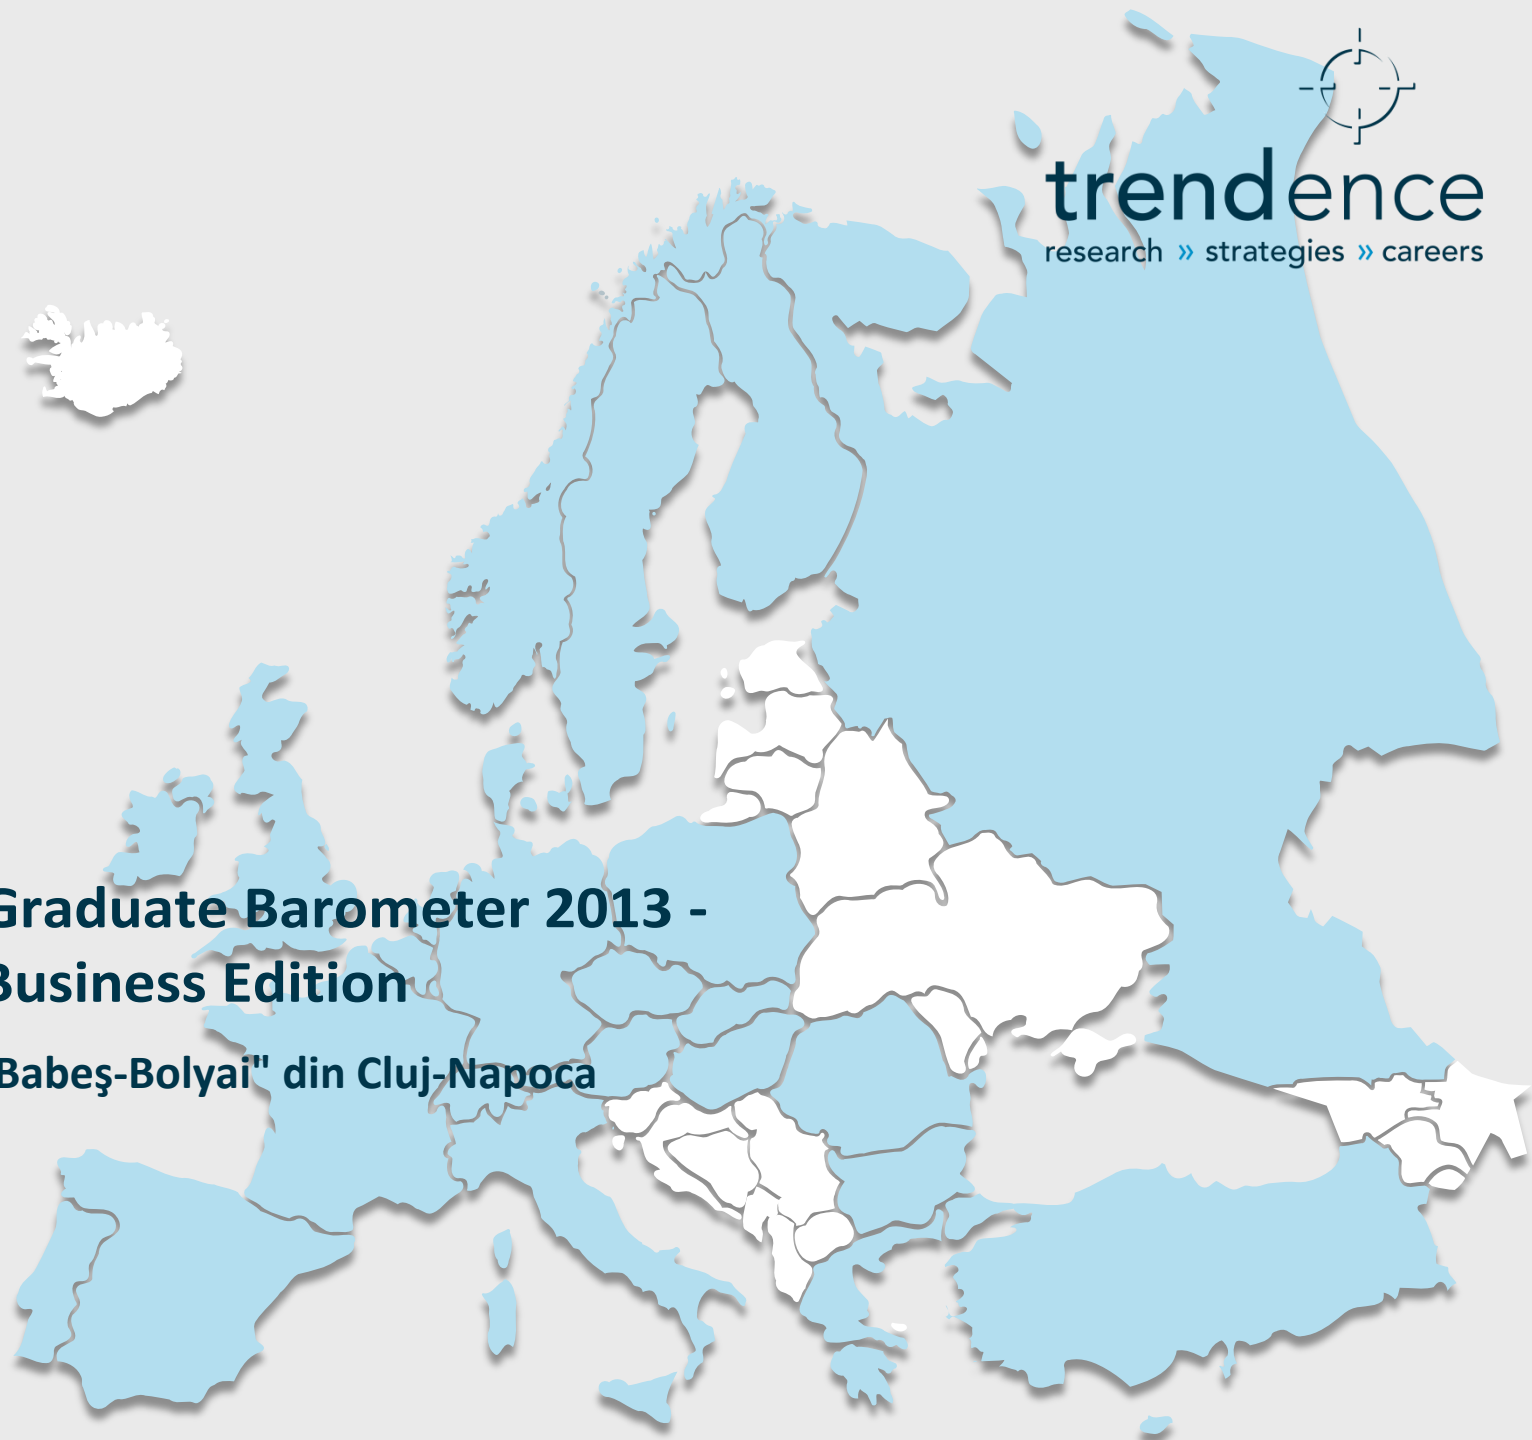 trendence
research » strategies » careers
Graduate Barometer 2013 -
Business Edition
Babeş-Bolyai" din Cluj-Napoca